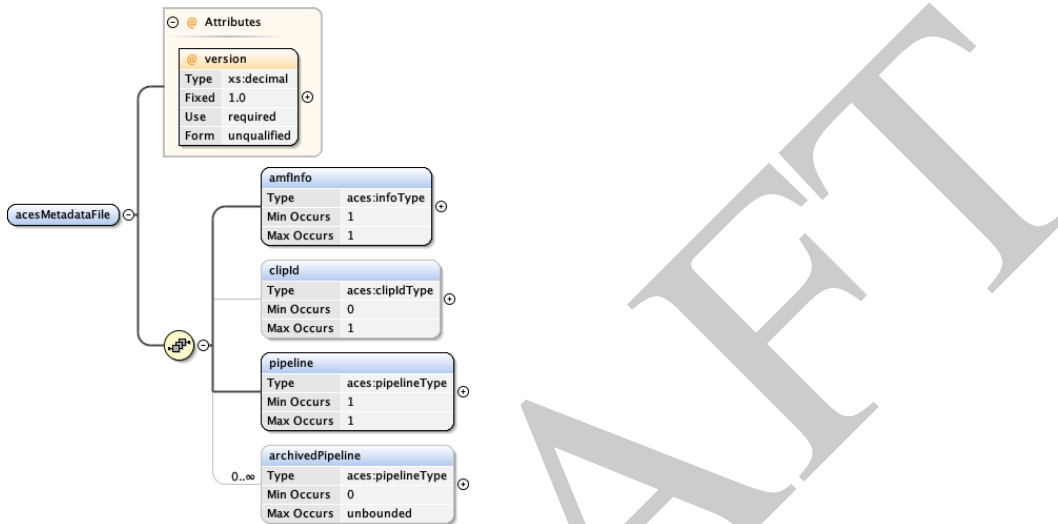 @ Attributes
@ version
Type xs:decimal
Fixed 1.0
Use required
Form unqualified
acesMetadataFile
amfInfo
Type aces:infoType
Min Occurs 1
Max Occurs 1
clipId
Type aces:clipIdType
Min Occurs 0
Max Occurs 1
pipeline
Type aces:pipelineType
Min Occurs 1
Max Occurs 1
archivedPipeline
0..∞ Type aces:pipelineType
Min Occurs 0
Max Occurs unbounded
AFT